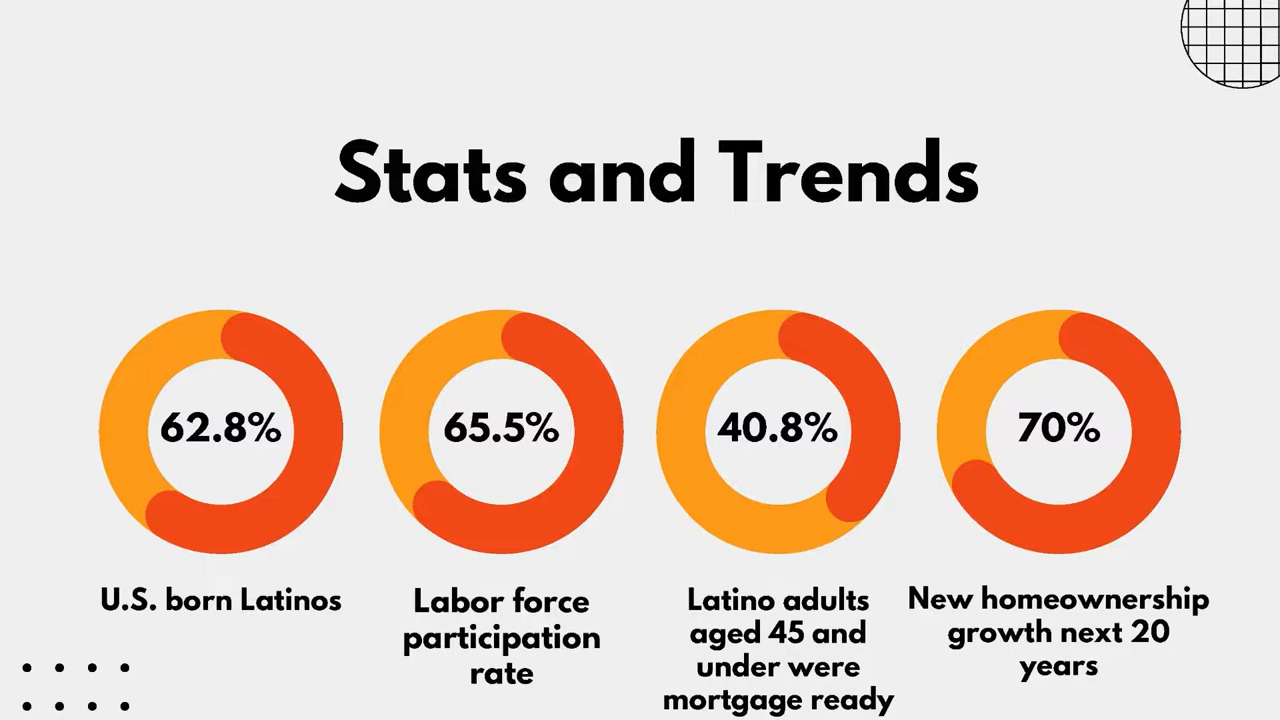 Stats and Trends
62.8%
65.5%
40.8%
70%
U.S. born Latinos
Labor force
participation
rate
Latino adults
aged 45 and
under were
mortgage ready
New homeownership
growth next 20
years